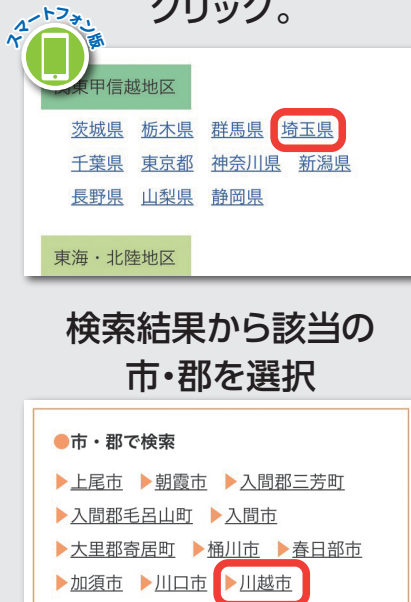 クリック。
スマートフォン版
関東甲信越地区
茨城県 栃木県 群馬県 埼玉県
千葉県 東京都 神奈川県 新潟県
長野県 山梨県 静岡県
東海・北陸地区
検索結果から該当の
市・郡を選択
●市・郡で検索
▶上尾市 ▶朝霞市 ▶入間郡三芳町
▶入間郡毛呂山町 ▶入間市
▶大里郡寄居町 ▶桶川市 ▶春日部市
▶加須市 ▶川口市 ▶川越市